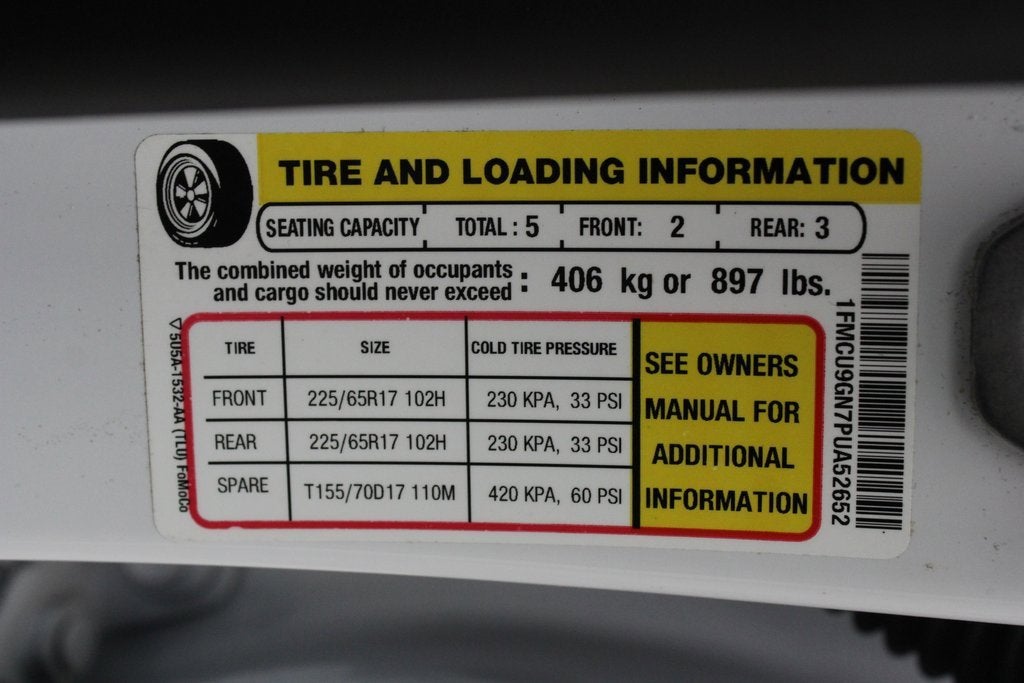 TIRE AND LOADING INFORMATION
SEATING CAPACITY TOTAL : 5 FRONT: 2 REAR: 3
The combined weight of occupants
and cargo should never exceed : 406 kg or 897 lbs.
TIRE SIZE COLD TIRE PRESSURE
FRONT 225/65R17 102H 230 KPA, 33 PSI
REAR 225/65R17 102H 230 KPA, 33 PSI
SPARE T155/70D17 110M 420 KPA, 60 PSI
SEE OWNERS
MANUAL FOR
ADDITIONAL
INFORMATION
5U5A-1532-AA (TL0) FoMoCo
1FMCU9GN7PUA52652